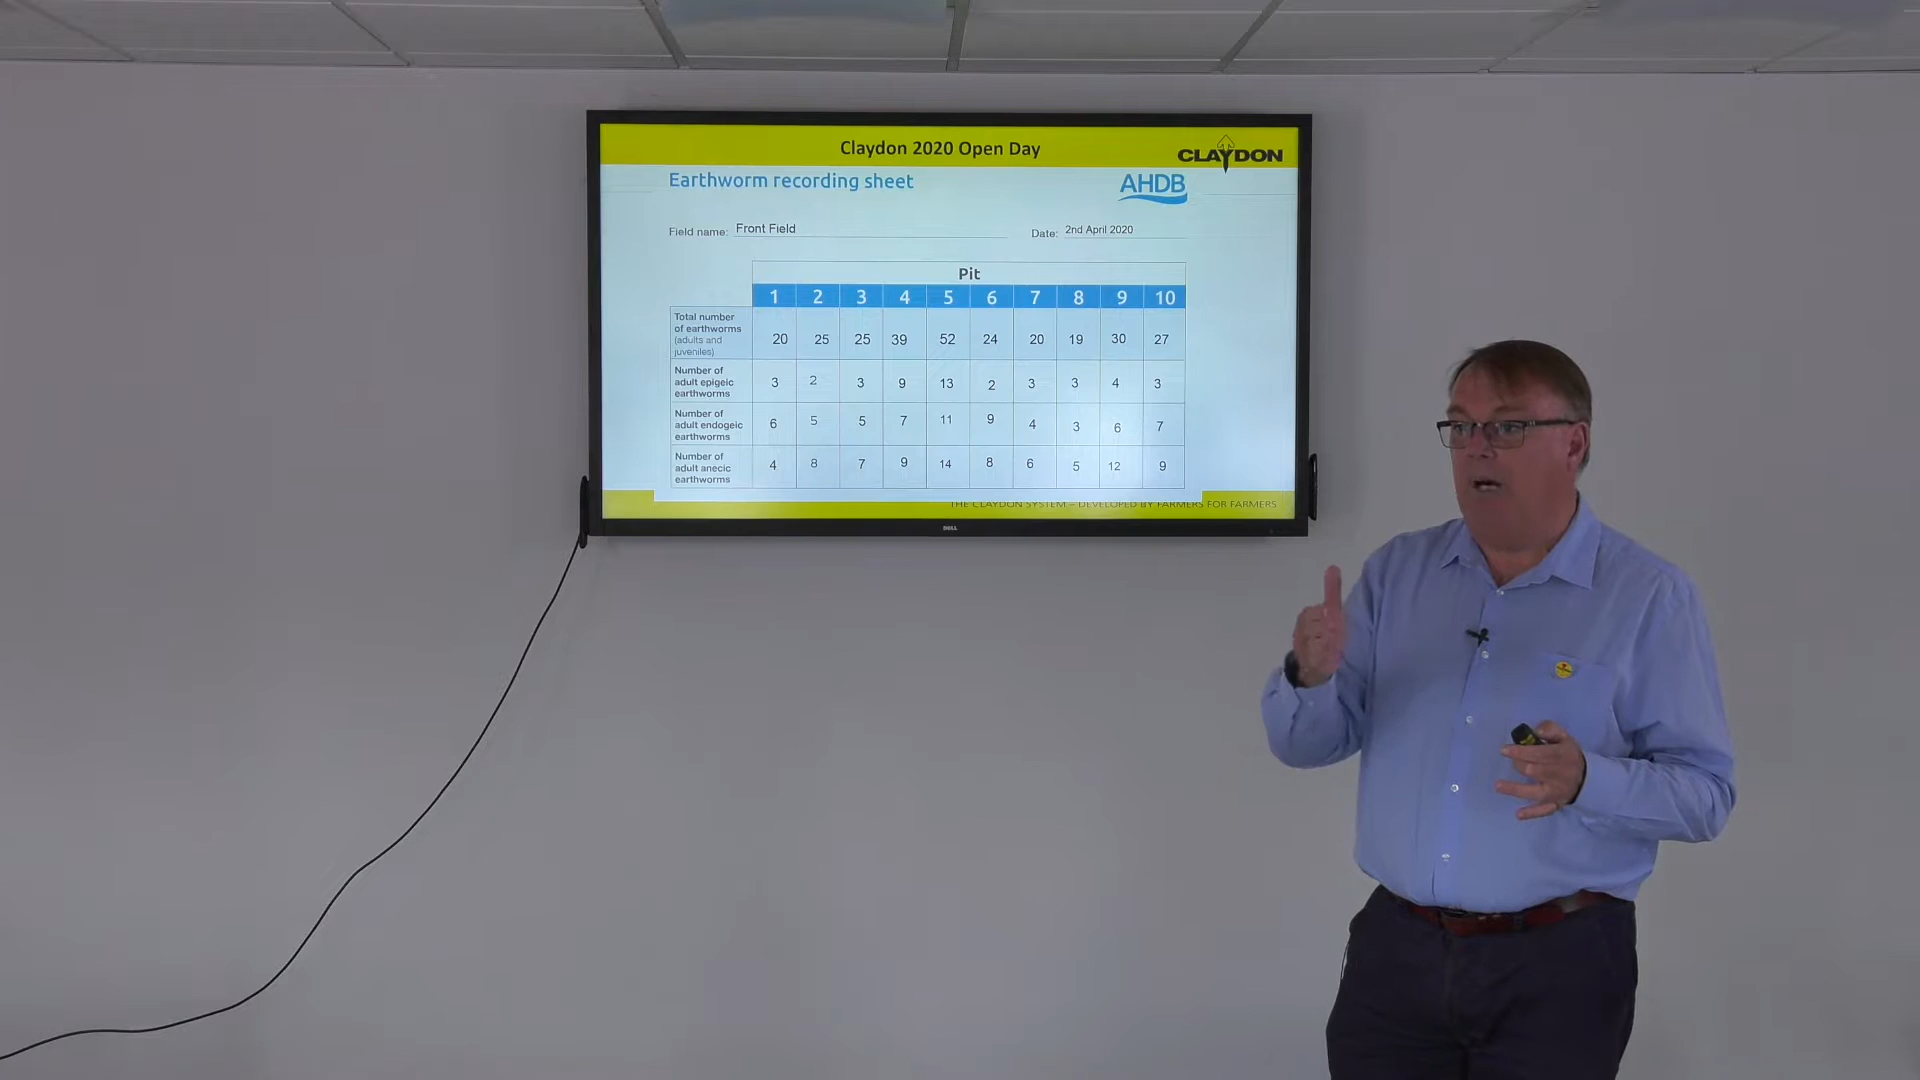 Claydon 2020 Open Day
CLAYDON
Earthworm recording sheet
AHDB
Field name: Front Field
Date: 2nd April 2020
Pit
1 2 3 4 5 6 7 8 9 10
Total number
of earthworms
(adults and
juveniles)
20 25 25 39 52 24 20 19 30 27
Number of
adult epigeic
earthworms
3 2 3 9 13 2 3 3 4 3
Number of
adult endogeic
earthworms
6 5 5 7 11 9 4 3 6 7
Number of
adult anecic
earthworms
4 8 7 9 14 8 6 5 12 9
THE CLAYDON SYSTEM – DEVELOPED BY FARMERS FOR FARMERS
DELL